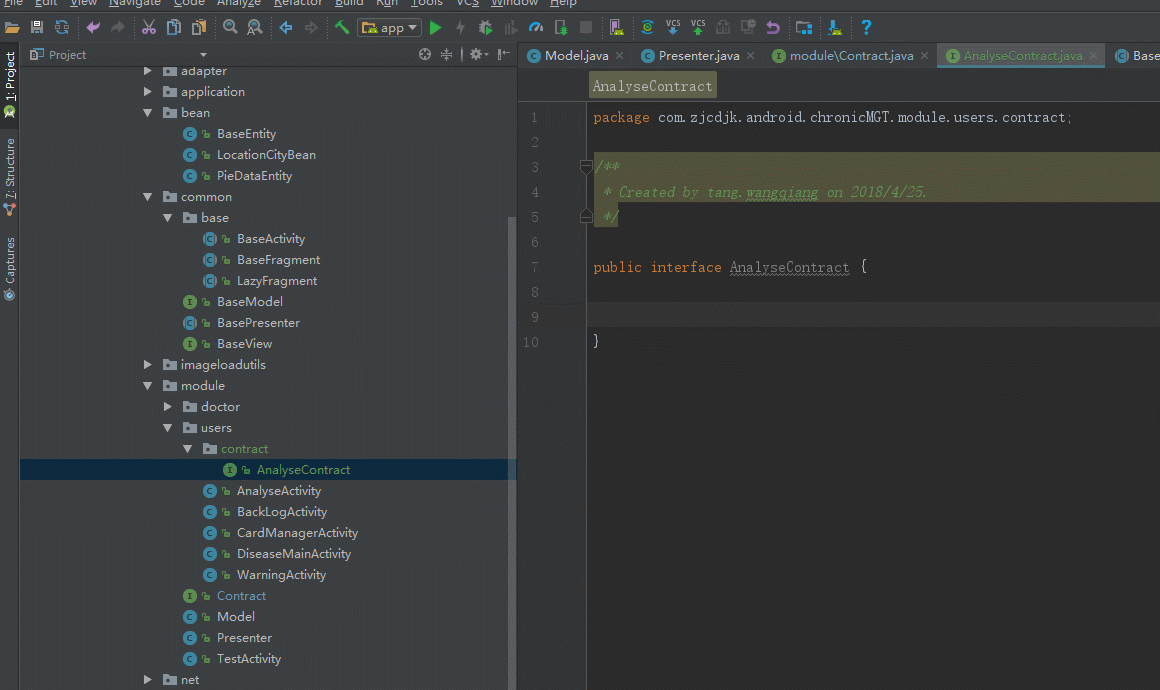 File Edit View Navigate Code Analyze Refactor Build Run Tools VCS Window Help
app VCS VCS ?
1: Project
7: Structure
Captures
Project
Model.java Presenter.java module\Contract.java AnalyseContract.java Base
AnalyseContract
adapter
application
bean
BaseEntity
LocationCityBean
PieDataEntity
common
base
BaseActivity
BaseFragment
LazyFragment
BaseModel
BasePresenter
BaseView
imageloadutils
module
doctor
users
contract
AnalyseContract
AnalyseActivity
BackLogActivity
CardManagerActivity
DiseaseMainActivity
WarningActivity
Contract
Model
Presenter
TestActivity
net
1 package com.zjcdjk.android.chronicMGT.module.users.contract;
2
3 /**
4 * Created by tang.wangqiang on 2018/4/25.
5 */
6
7 public interface AnalyseContract {
8
9
10 }